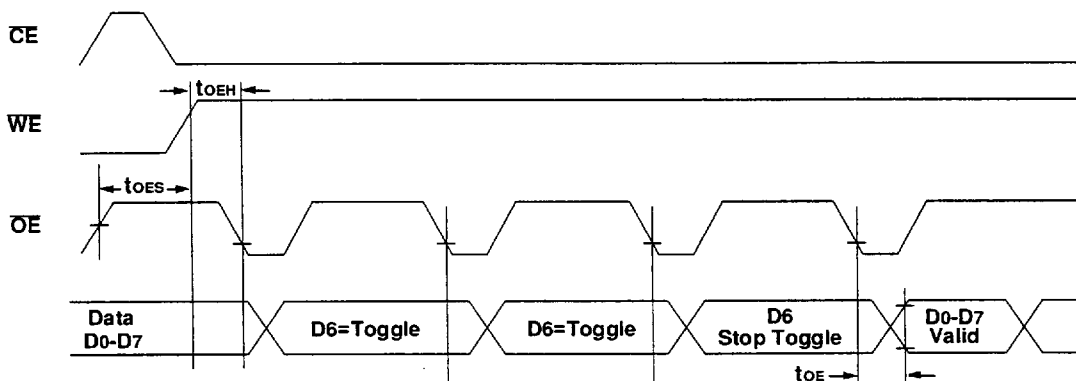 CE
tOEH
WE
tOES
OE
Data
D0-D7
D6=Toggle
D6=Toggle
D6
Stop Toggle
D0-D7
Valid
tOE